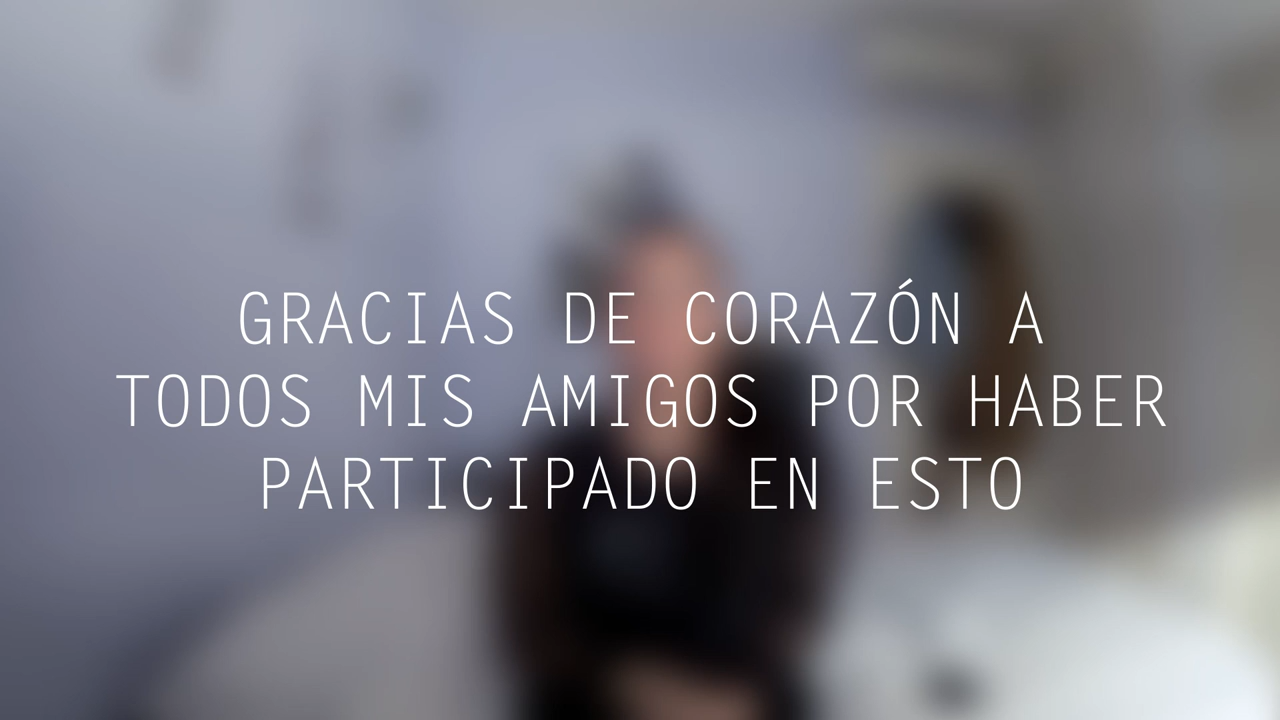 GRACIAS DE CORAZÓN A
TODOS MIS AMIGOS POR HABER
PARTICIPADO EN ESTO